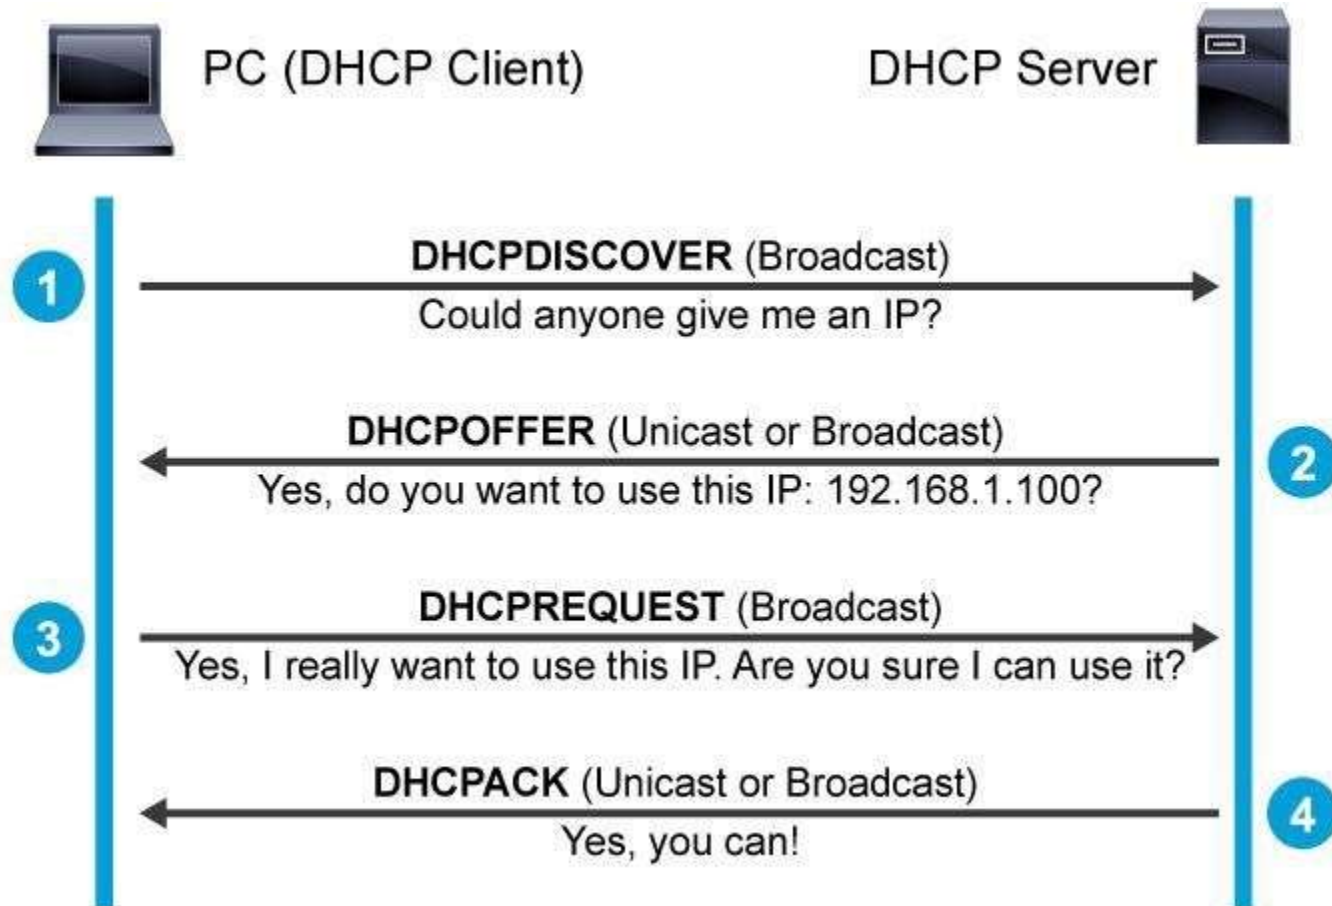 PC (DHCP Client)
DHCP Server
1
DHCPDISCOVER (Broadcast)
Could anyone give me an IP?
DHCPOFFER (Unicast or Broadcast)
2
Yes, do you want to use this IP: 192.168.1.100?
3
DHCPREQUEST (Broadcast)
Yes, I really want to use this IP. Are you sure I can use it?
DHCPACK (Unicast or Broadcast)
4
Yes, you can!